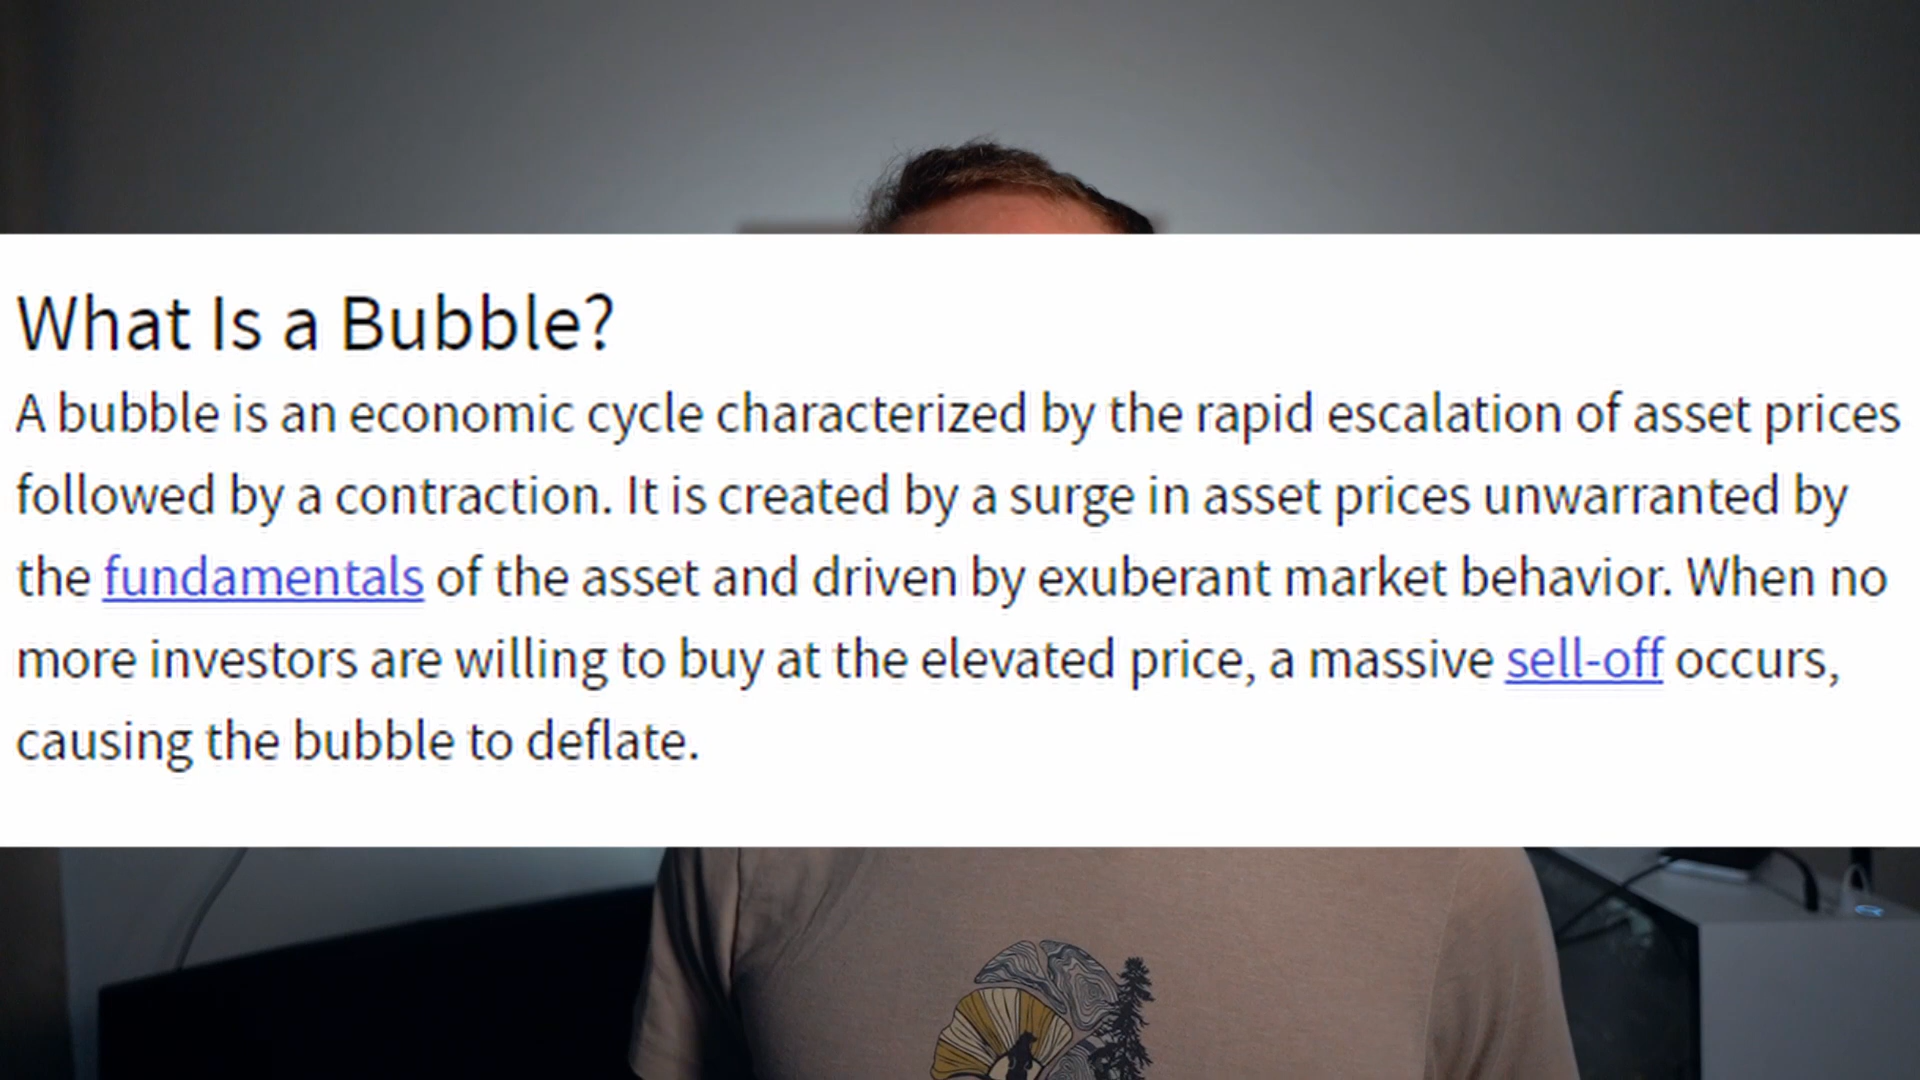 What Is a Bubble?
A bubble is an economic cycle characterized by the rapid escalation of asset prices
followed by a contraction. It is created by a surge in asset prices unwarranted by
the fundamentals of the asset and driven by exuberant market behavior. When no
more investors are willing to buy at the elevated price, a massive sell-off occurs,
causing the bubble to deflate.